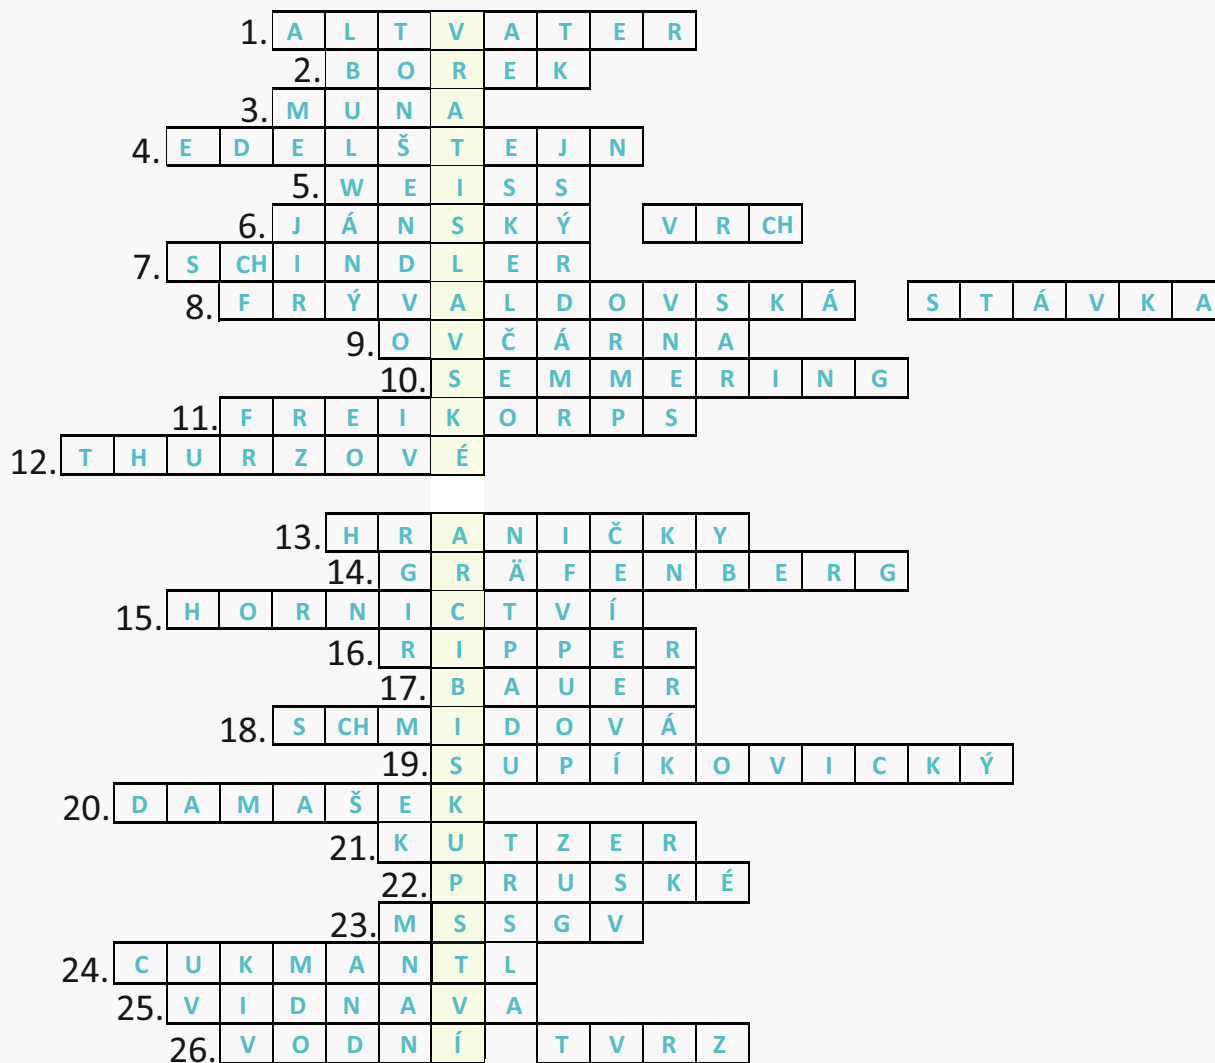 1. ALTVATER
2. BOREK
3. MUNA
4. EDELŠTEJN
5. WEISS
6. JÁNSKÝ VRCH
7. SCHINDLER
8. FRÝVALDOVSKÁ STÁVKA
9. OVČÁRNA
10. SEMMERING
11. FREIKORPS
12. THURZOVÉ
13. HRANIČKY
14. GRÄFENBERG
15. HORNICTVÍ
16. RIPPER
17. BAUER
18. SCHMIDOVÁ
19. SUPÍKOVICKÝ
20. DAMAŠEK
21. KUTZER
22. PRUSKÉ
23. MSSGV
24. CUKMANTL
25. VIDNAVA
26. VODNÍ TVRZ